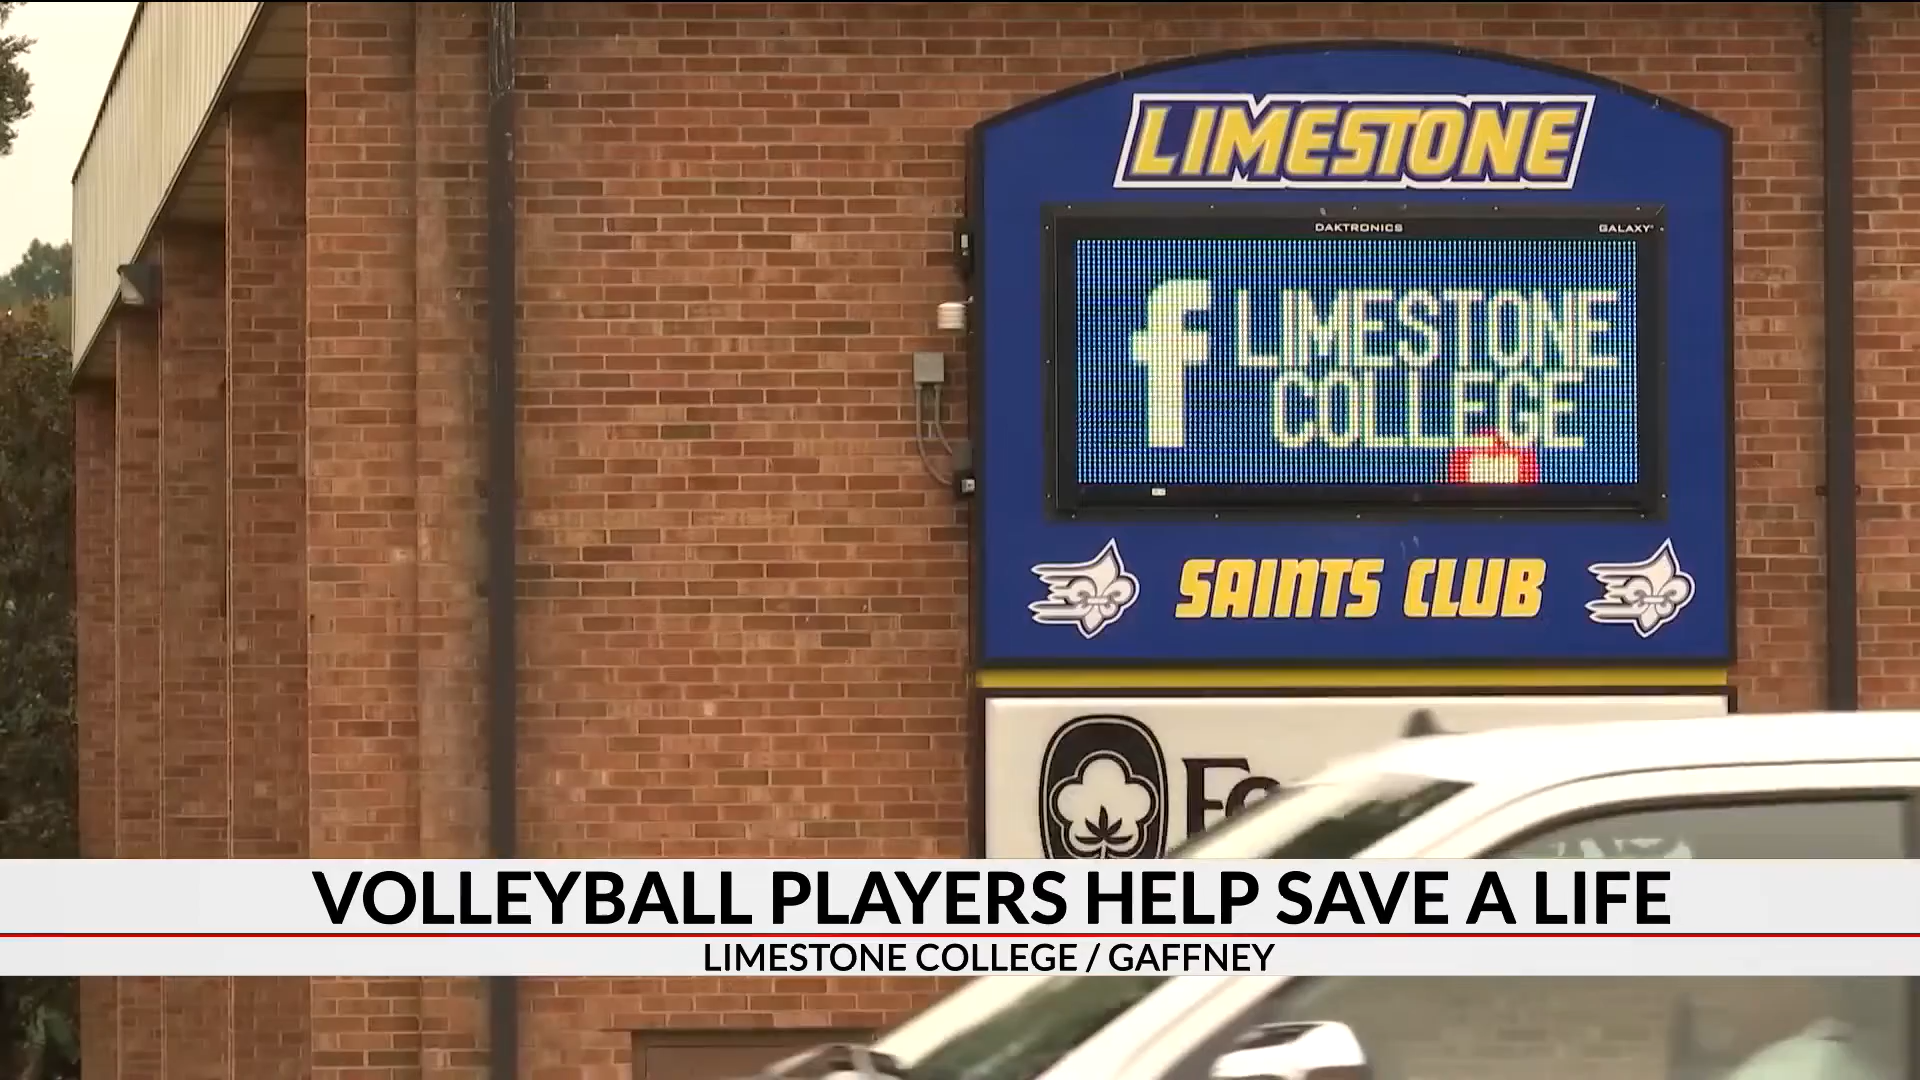 LIMESTONE
DAKTRONICS GALAXY
f LIMESTONE
COLLEGE
SAINTS CLUB
VOLLEYBALL PLAYERS HELP SAVE A LIFE
LIMESTONE COLLEGE / GAFFNEY